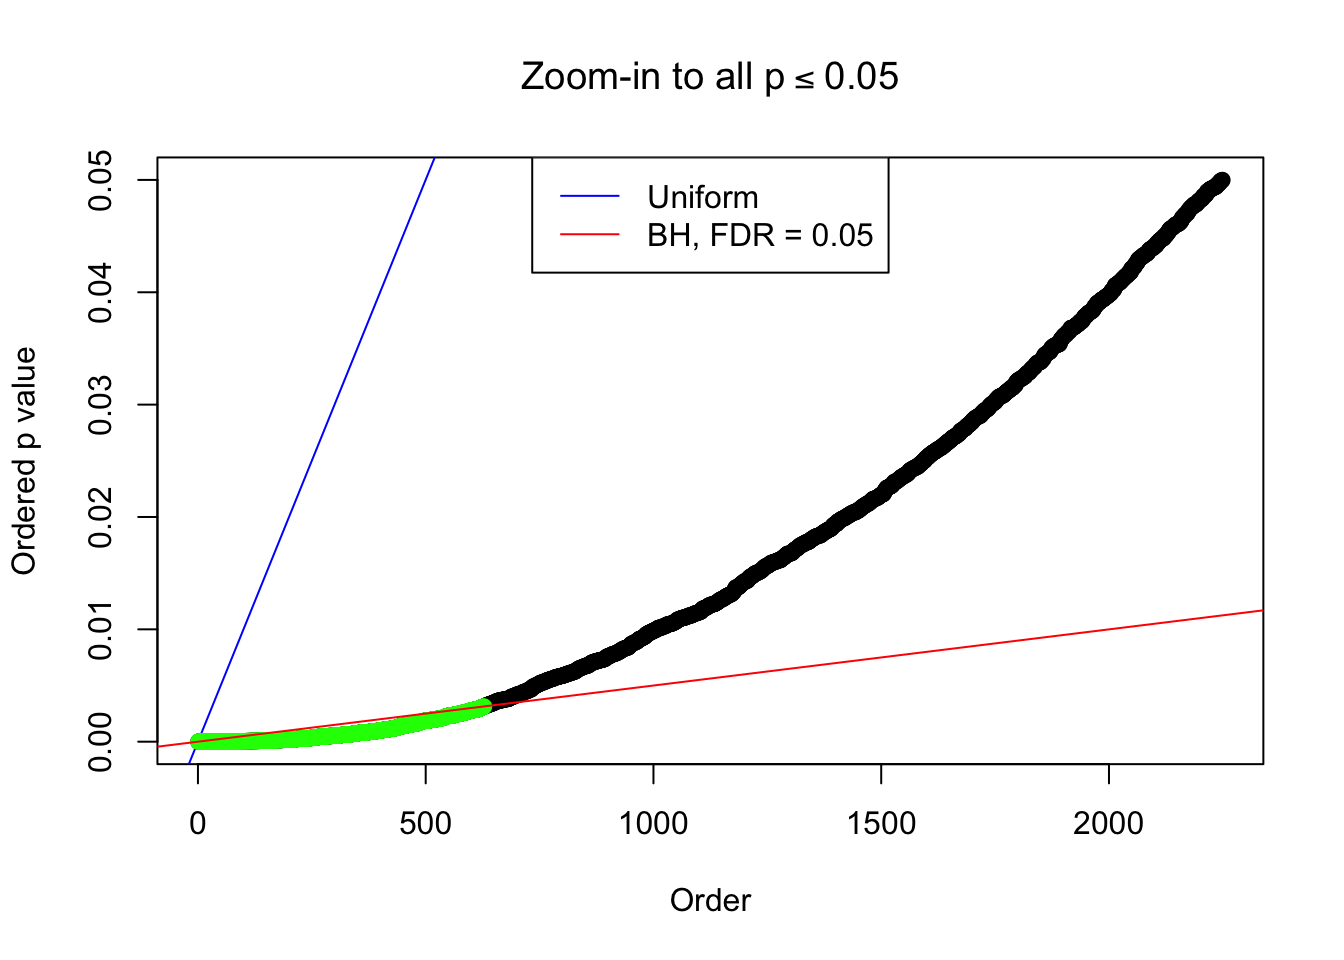 Zoom-in to all p ≤ 0.05
Uniform
BH, FDR = 0.05
Ordered p value
0.05
0.04
0.03
0.02
0.01
0.00
0
500
1000
1500
2000
Order